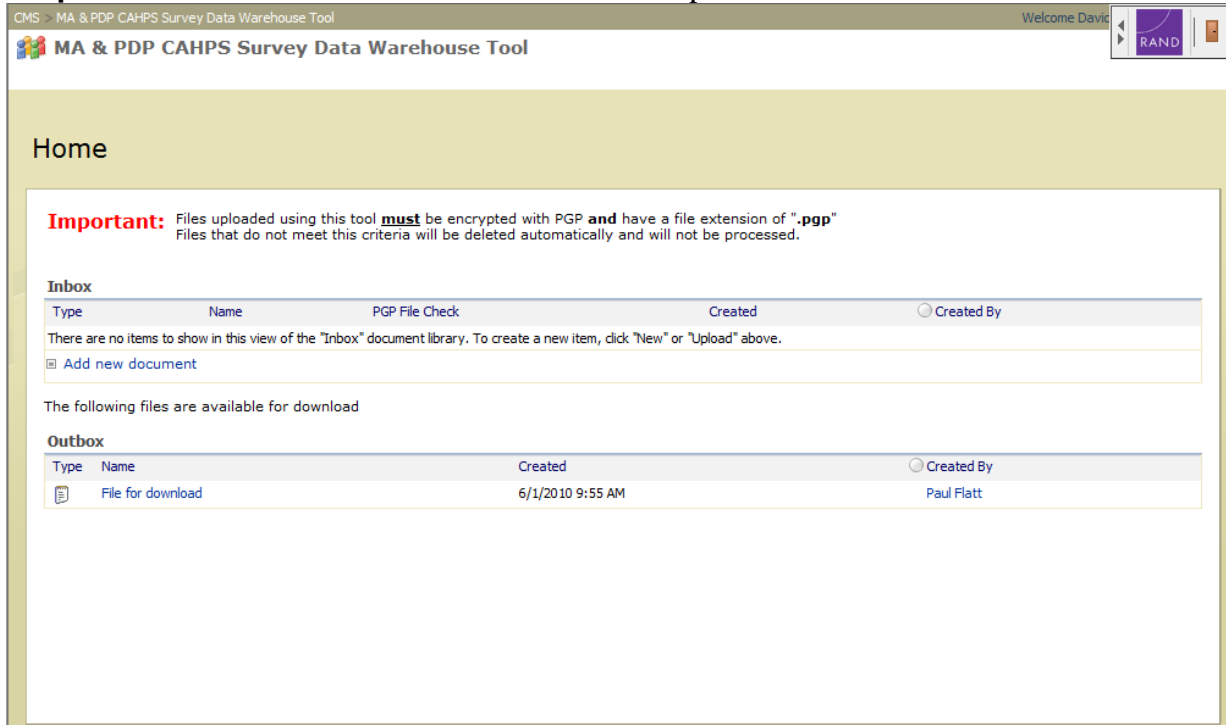 CMS > MA & PDP CAHPS Survey Data Warehouse Tool Welcome David
RAND
MA & PDP CAHPS Survey Data Warehouse Tool
Home
Important: Files uploaded using this tool must be encrypted with PGP and have a file extension of ".pgp"
Files that do not meet this criteria will be deleted automatically and will not be processed.
Inbox
Type Name PGP File Check Created Created By
There are no items to show in this view of the "Inbox" document library. To create a new item, click "New" or "Upload" above.
Add new document
The following files are available for download
Outbox
Type Name Created Created By
File for download 6/1/2010 9:55 AM Paul Flatt